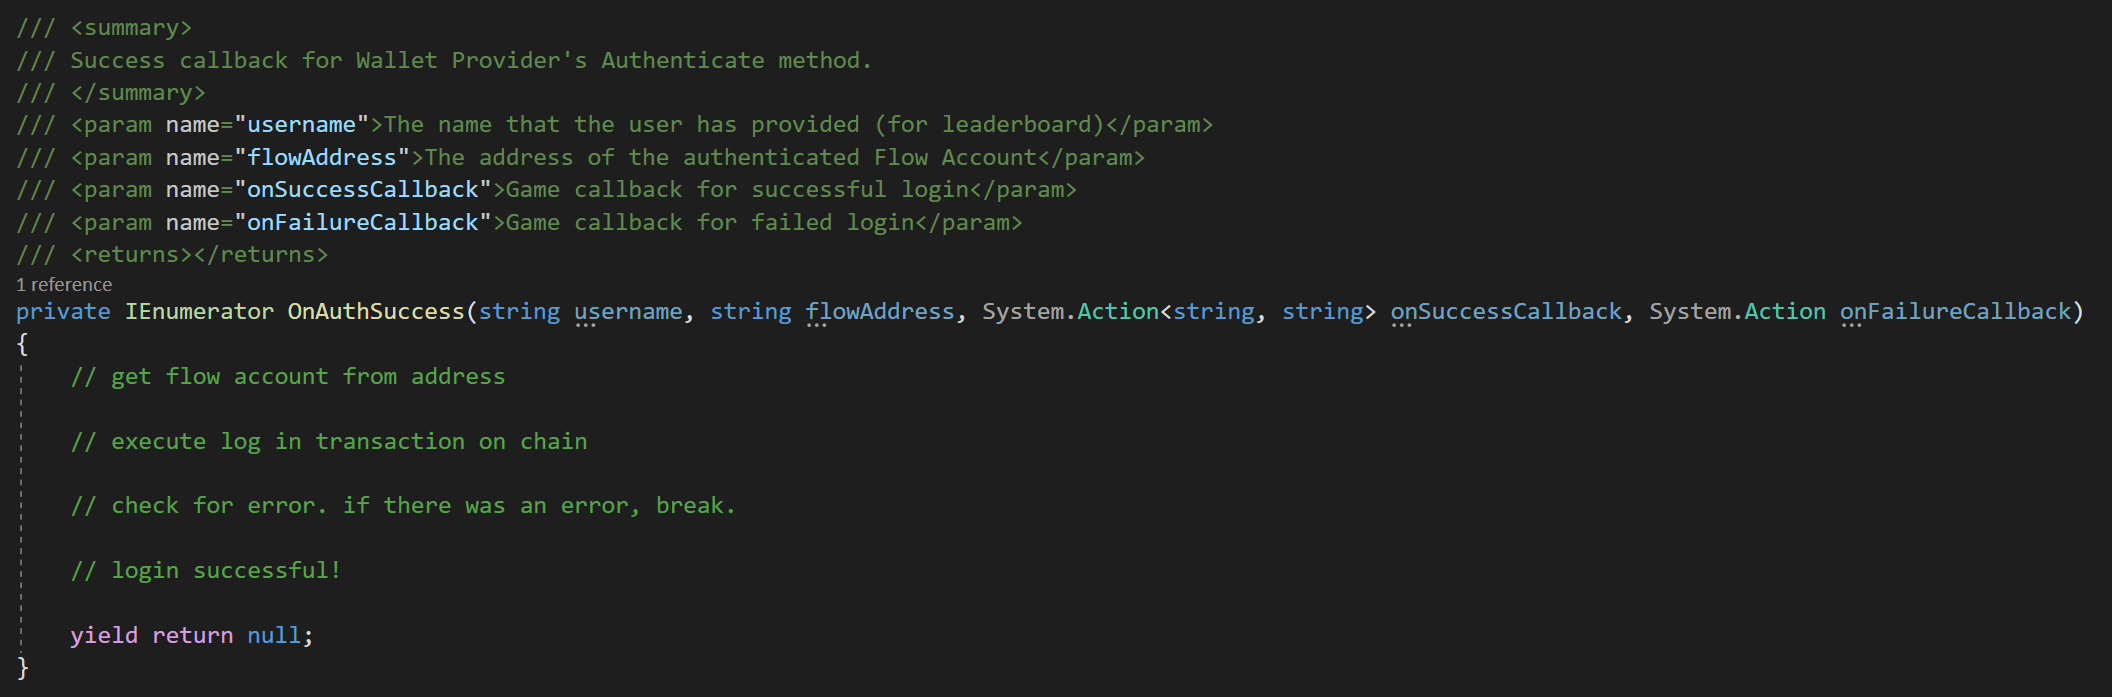 /// <summary>
/// Success callback for Wallet Provider's Authenticate method.
/// </summary>
/// <param name="username">The name that the user has provided (for leaderboard)</param>
/// <param name="flowAddress">The address of the authenticated Flow Account</param>
/// <param name="onSuccessCallback">Game callback for successful login</param>
/// <param name="onFailureCallback">Game callback for failed login</param>
/// <returns></returns>
1 reference
private IEnumerator OnAuthSuccess(string username, string flowAddress, System.Action<string, string> onSuccessCallback, System.Action onFailureCallback)
{
// get flow account from address
// execute log in transaction on chain
// check for error. if there was an error, break.
// login successful!
yield return null;
}